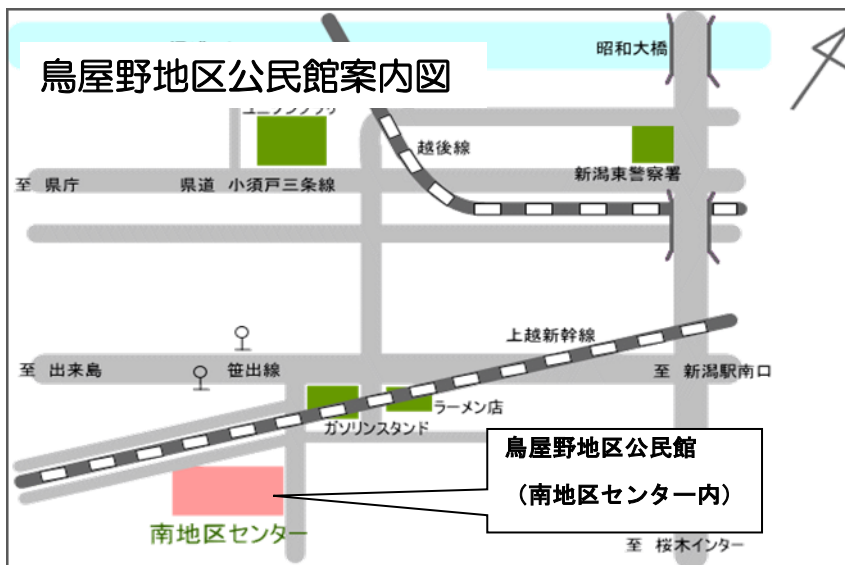 昭和大橋
鳥屋野地区公民館案内図
越後線
新潟東警察署
至 県庁
県道 小須戸三条線
上越新幹線
至 出来島
笹出線
至 新潟駅南口
ラーメン店
ガソリンスタンド
鳥屋野地区公民館
（南地区センター内）
南地区センター
至 桜木インター